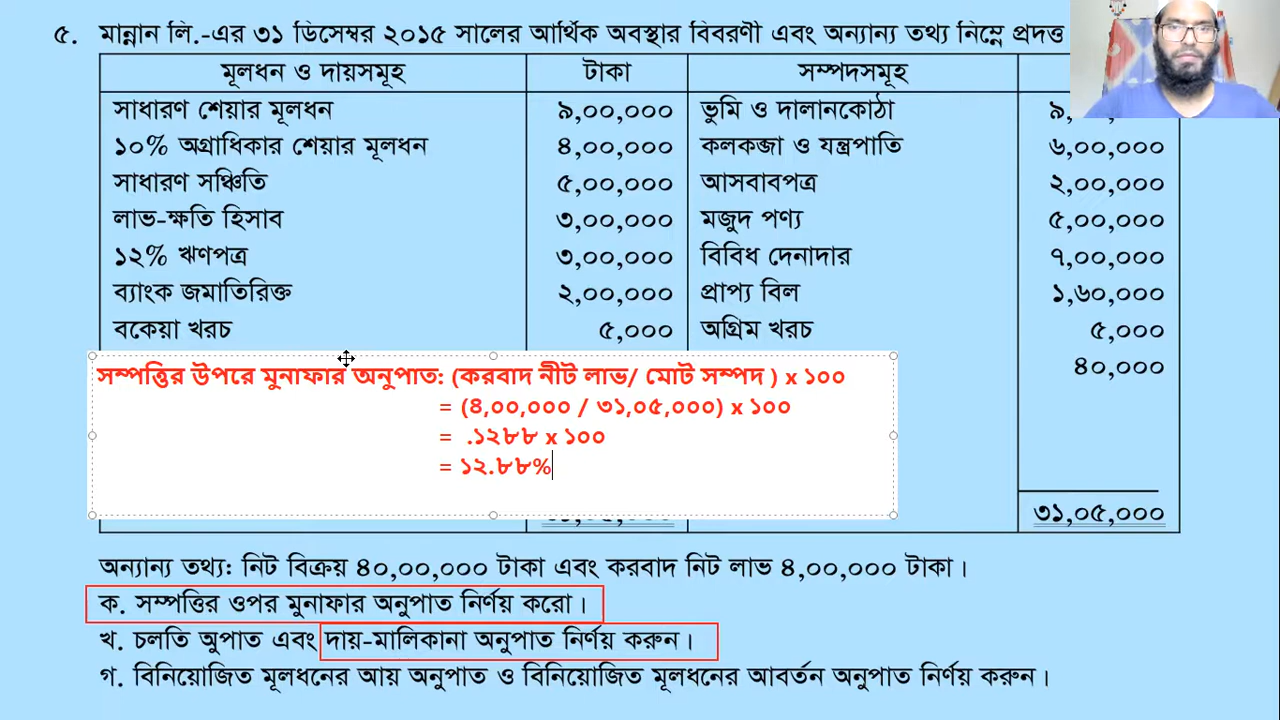 ৫. মান্নান লি.-এর ৩১ ডিসেম্বর ২০১৫ সালের আর্থিক অবস্থার বিবরণী এবং অন্যান্য তথ্য নিম্নে প্রদত্ত
মূলধন ও দায়সমূহ টাকা সম্পদসমূহ
সাধারণ শেয়ার মূলধন ৯,০০,০০০ ভুমি ও দালানকোঠা
১০% অগ্রাধিকার শেয়ার মূলধন ৪,০০,০০০ কলকব্জা ও যন্ত্রপাতি ৬,০০,০০০
সাধারণ সঞ্চিতি ৫,০০,০০০ আসবাবপত্র ২,০০,০০০
লাভ-ক্ষতি হিসাব ৩,০০,০০০ মজুদ পণ্য ৫,০০,০০০
১২% ঋণপত্র ৩,০০,০০০ বিবিধ দেনাদার ৭,০০,০০০
ব্যাংক জমাতিরিক্ত ২,০০,০০০ প্রাপ্য বিল ১,৬০,০০০
বকেয়া খরচ ৫,০০০ অগ্রিম খরচ ৫,০০০
৪০,০০০
সম্পত্তির উপরে মুনাফার অনুপাত: (করবাদ নীট লাভ/ মোট সম্পদ ) x ১০০
= (৪,০০,০০০ / ৩১,০৫,০০০) x ১০০
= .১২৮৮ x ১০০
= ১২.৮৮%
৩১,০৫,০০০
অন্যান্য তথ্য: নিট বিক্রয় ৪০,০০,০০০ টাকা এবং করবাদ নিট লাভ ৪,০০,০০০ টাকা।
ক. সম্পত্তির ওপর মুনাফার অনুপাত নির্ণয় করো।
খ. চলতি অুপাত এবং দায়-মালিকানা অনুপাত নির্ণয় করুন।
গ. বিনিয়োজিত মূলধনের আয় অনুপাত ও বিনিয়োজিত মূলধনের আবর্তন অনুপাত নির্ণয় করুন।